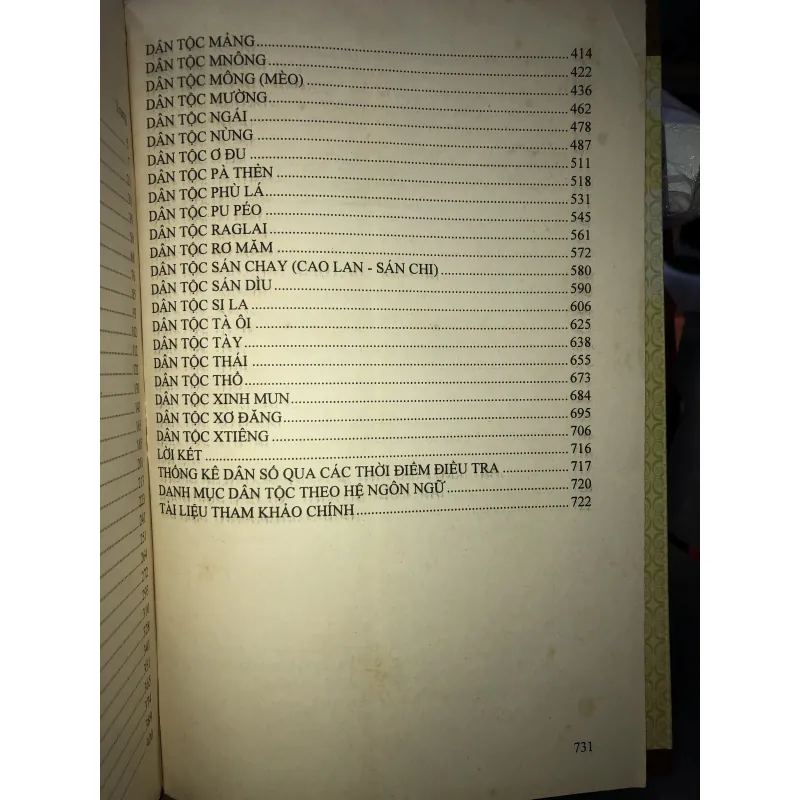 DÂN TỘC MẢNG 414
DÂN TỘC MNÔNG 422
DÂN TỘC MÔNG (MÈO) 436
DÂN TỘC MƯỜNG 462
DÂN TỘC NGÁI 478
DÂN TỘC NÙNG 487
DÂN TỘC Ơ ĐU 511
DÂN TỘC PÀ THẺN 518
DÂN TỘC PHÙ LÁ 531
DÂN TỘC PU PÉO 545
DÂN TỘC RAGLAI 561
DÂN TỘC RƠ MĂM 572
DÂN TỘC SÁN CHAY (CAO LAN - SÁN CHI) 580
DÂN TỘC SÁN DÌU 590
DÂN TỘC SI LA 606
DÂN TỘC TÀ ÔI 625
DÂN TỘC TÀY 638
DÂN TỘC THÁI 655
DÂN TỘC THỔ 673
DÂN TỘC XINH MUN 684
DÂN TỘC XƠ ĐĂNG 695
DÂN TỘC XTIÊNG 706
LỜI KẾT 716
THỐNG KÊ DÂN SỐ QUA CÁC THỜI ĐIỂM ĐIỀU TRA 717
DANH MỤC DÂN TỘC THEO HỆ NGÔN NGỮ 720
TÀI LIỆU THAM KHẢO CHÍNH 722
731